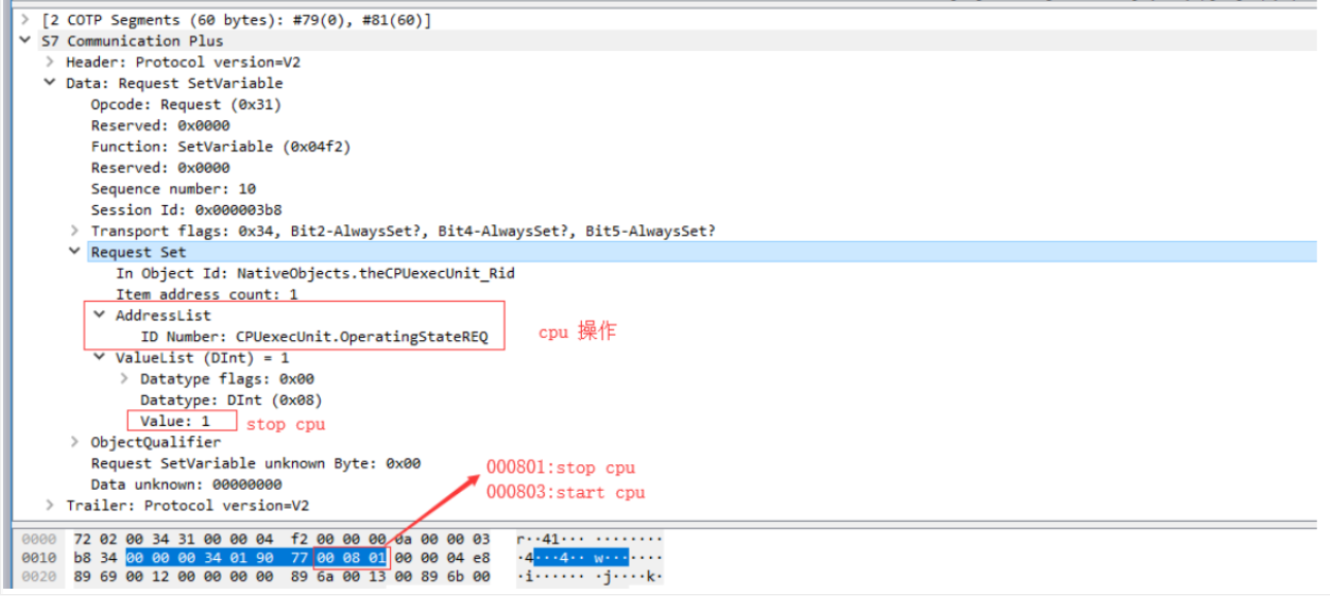 > [2 COTP Segments (60 bytes): #79(0), #81(60)]
S7 Communication Plus
> Header: Protocol version=V2
Data: Request SetVariable
Opcode: Request (0x31)
Reserved: 0x0000
Function: SetVariable (0x04f2)
Reserved: 0x0000
Sequence number: 10
Session Id: 0x000003b8
> Transport flags: 0x34, Bit2-AlwaysSet?, Bit4-AlwaysSet?, Bit5-AlwaysSet?
Request Set
In Object Id: NativeObjects.theCPUexecUnit_Rid
Item address count: 1
AddressList
ID Number: CPUexecUnit.OperatingStateREQ
cpu 操作
ValueList (DInt) = 1
> Datatype flags: 0x00
Datatype: DInt (0x08)
Value: 1
stop cpu
> ObjectQualifier
Request SetVariable unknown Byte: 0x00
000801:stop cpu
Data unknown: 00000000
000803:start cpu
> Trailer: Protocol version=V2
0000 72 02 00 34 31 00 00 04 f2 00 00 00 0a 00 00 03 r··41··· ········
0010 b8 34 00 00 00 34 01 90 77 00 08 01 00 00 04 e8 ·4···4·· w·······
0020 89 69 00 12 00 00 00 00 89 6a 00 13 00 89 6b 00 ·i······ ·j····k·